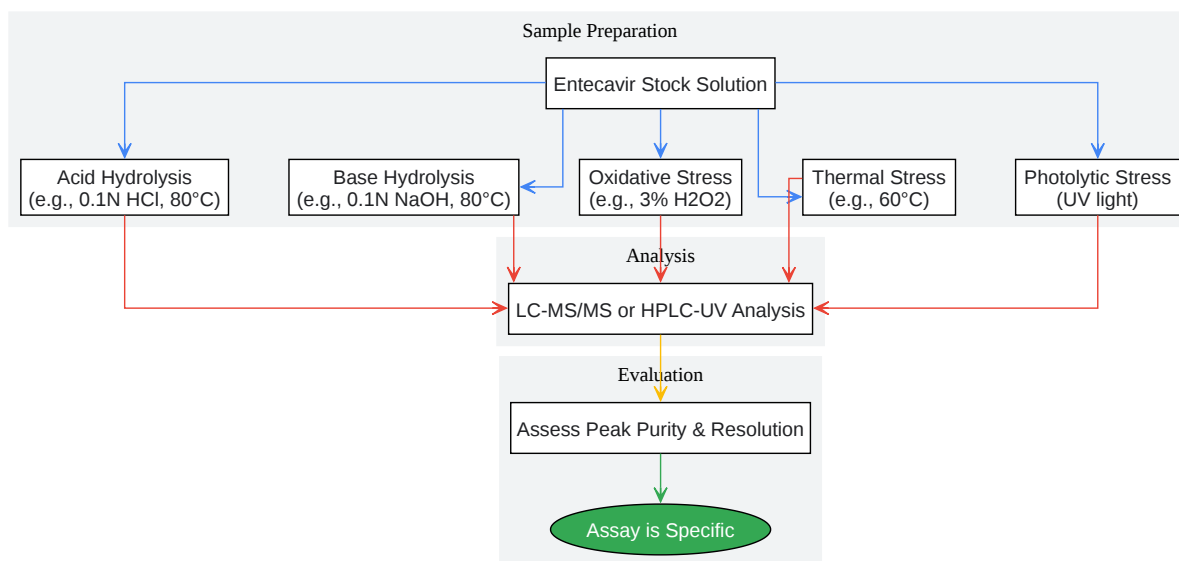 Sample Preparation
Entecavir Stock Solution
Acid Hydrolysis
(e.g., 0.1N HCl, 80°C)
Base Hydrolysis
(e.g., 0.1N NaOH, 80°C)
Oxidative Stress
(e.g., 3% H2O2)
Thermal Stress
(e.g., 60°C)
Photolytic Stress
(UV light)
Analysis
LC-MS/MS or HPLC-UV Analysis
Evaluation
Assess Peak Purity & Resolution
Assay is Specific